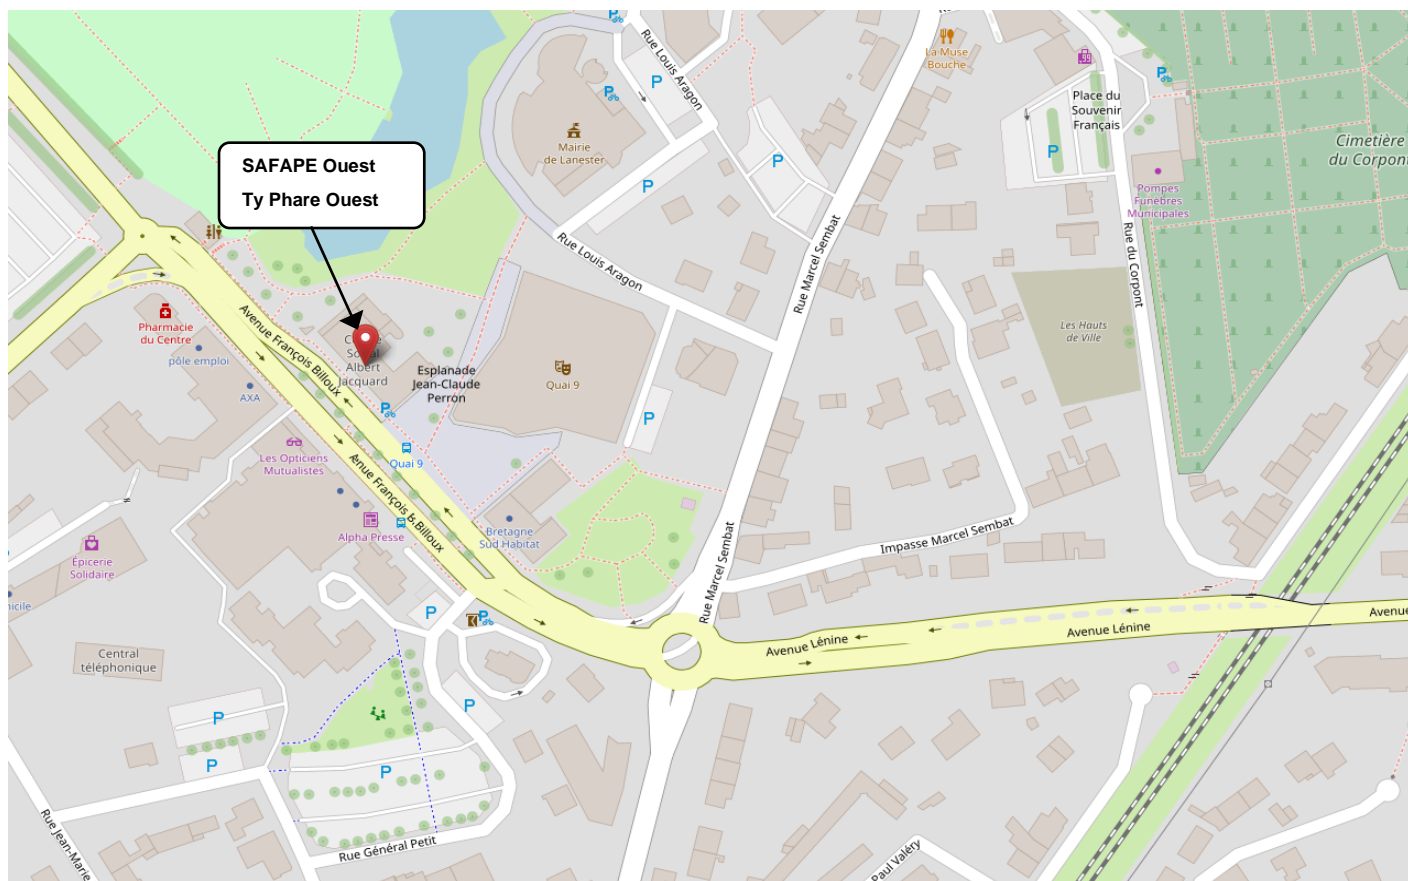 SAFAPE Ouest
Ty Phare Ouest
Rue Louis Aragon
P
P
P
P
Mairie
de Lanester
P
P
Rue Louis Aragon
La Muse
Bouche
99
P
Place du
Souvenir
Français
P
Cimetière
du Corpont
Pompes
Funèbres
Municipales
Rue du Corpont
Rue Marcel Sembat
Les Hauts
de Ville
Pharmacie
du Centre
pôle emploi
AXA
Avenue François Billoux
Albert
Jacquard
Esplanade
Jean-Claude
Perron
Quai 9
P
P
Quai 9
Les Opticiens
Mutualistes
François Billoux
Alpha Presse
Bretagne
Sud Habitat
Rue Marcel Sembat
Impasse Marcel Sembat
Épicerie
Solidaire
micile
P
P
Avenue Lénine
Avenue Lénine
Avenue
Central
téléphonique
P
P
P
P
Rue Jean-Marie
Rue Général Petit
Paul Valéry